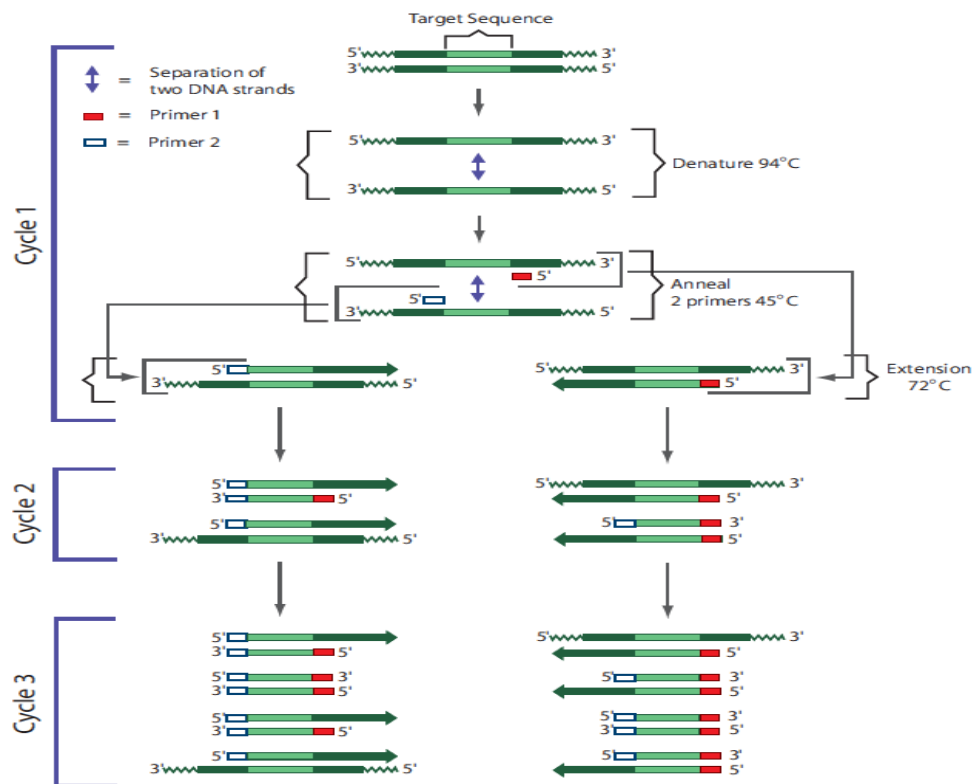 Target Sequence
5' 3'
3' 5'
= Separation of
two DNA strands
= Primer 1
= Primer 2
Cycle 1
5' 3'
Denature 94°C
3' 5'
5' 3'
5'
Anneal
2 primers 45°C
5'
3' 5'
5'
3' 5'
5' 3'
5'
Extension
72°C
Cycle 2
5'
3' 5'
5'
3' 5'
5' 3'
5'
5' 3'
5'
Cycle 3
5'
3' 5'
5' 3'
3' 5'
5'
3' 5'
5'
3' 5'
5' 3'
5'
5' 3'
5'
5' 3'
3' 5'
5' 3'
5'